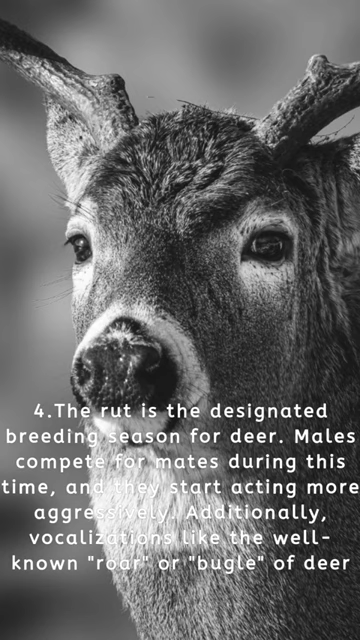 4.The rut is the designated
breeding season for deer. Males
compete for mates during this
time, and they start acting more
aggressively. Additionally,
vocalizations like the well-
known "roar" or "bugle" of deer